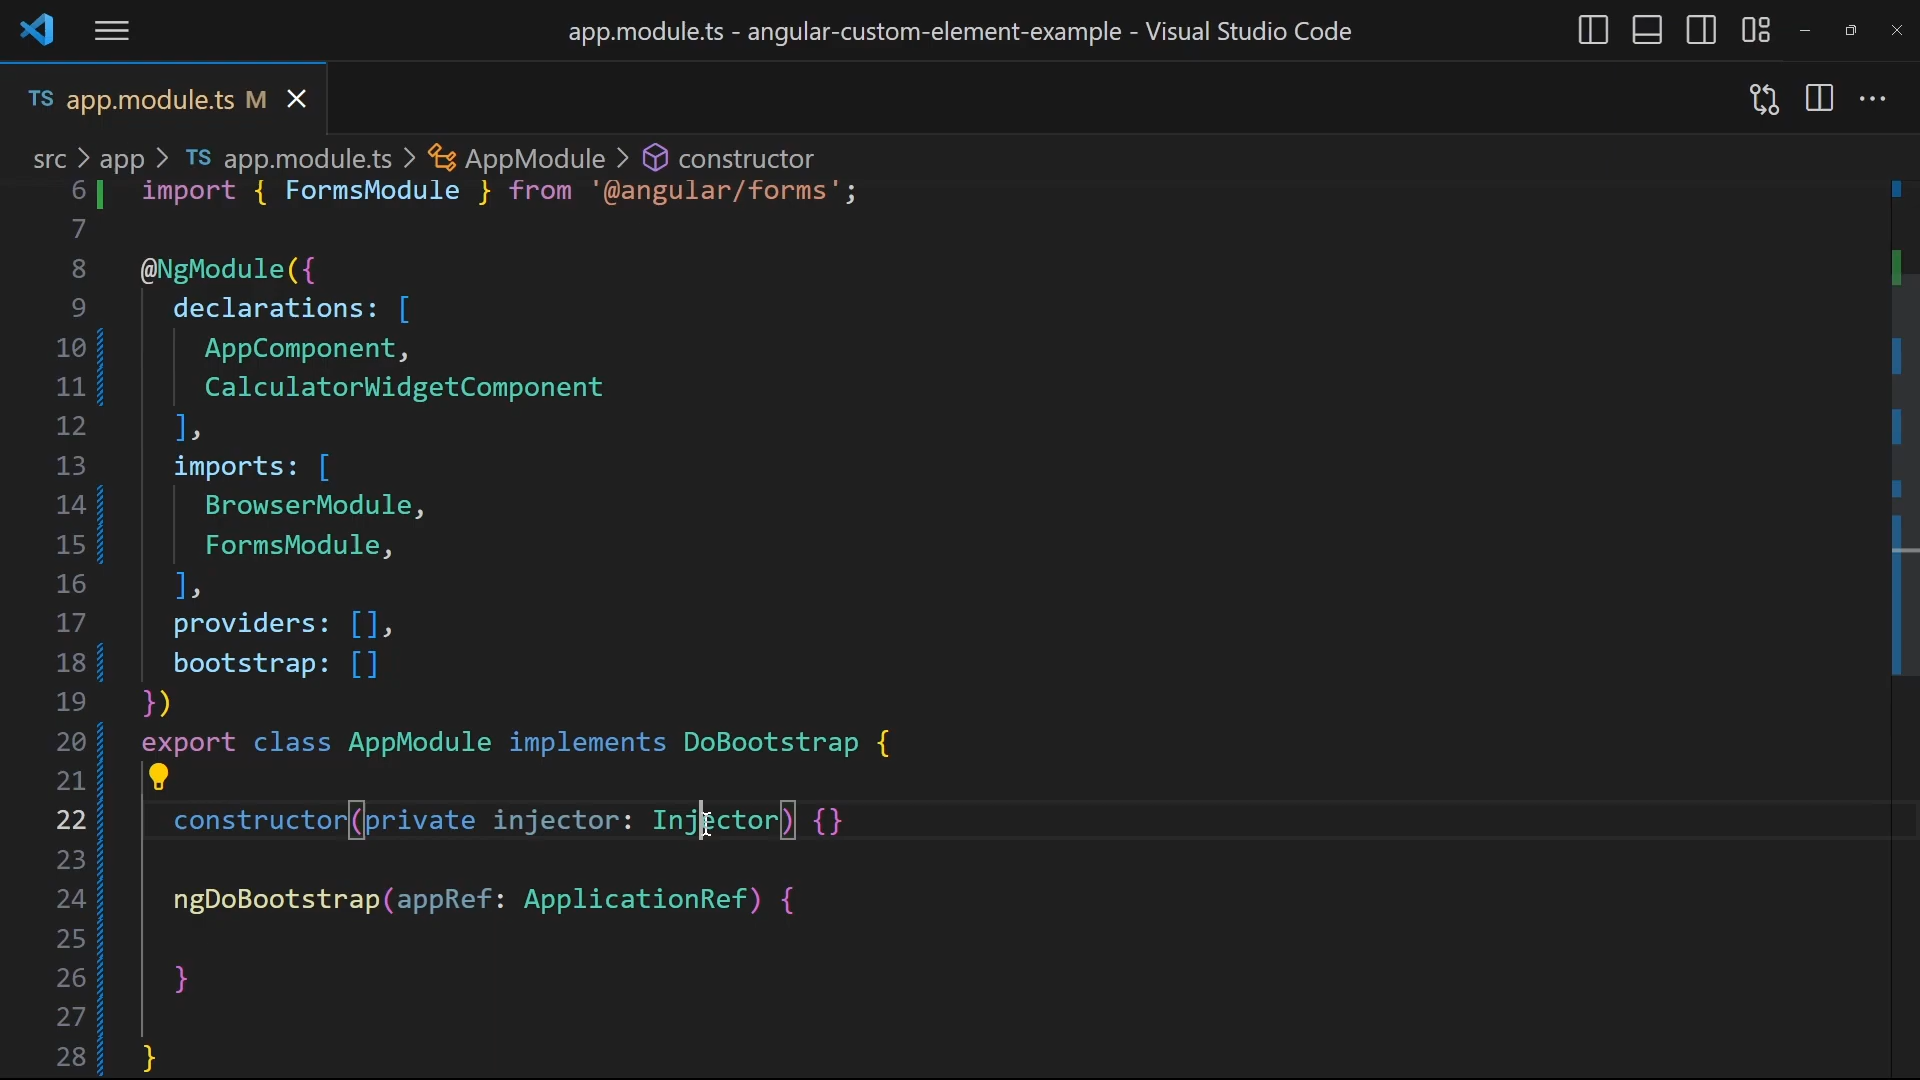 app.module.ts - angular-custom-element-example - Visual Studio Code
TS app.module.ts M
src > app > TS app.module.ts > AppModule > constructor
6 import { FormsModule } from '@angular/forms';
7
8 @NgModule({
9 declarations: [
10 AppComponent,
11 CalculatorWidgetComponent
12 ],
13 imports: [
14 BrowserModule,
15 FormsModule,
16 ],
17 providers: [],
18 bootstrap: []
19 })
20 export class AppModule implements DoBootstrap {
21
22 constructor(private injector: Injector) {}
23
24 ngDoBootstrap(appRef: ApplicationRef) {
25
26 }
27
28 }